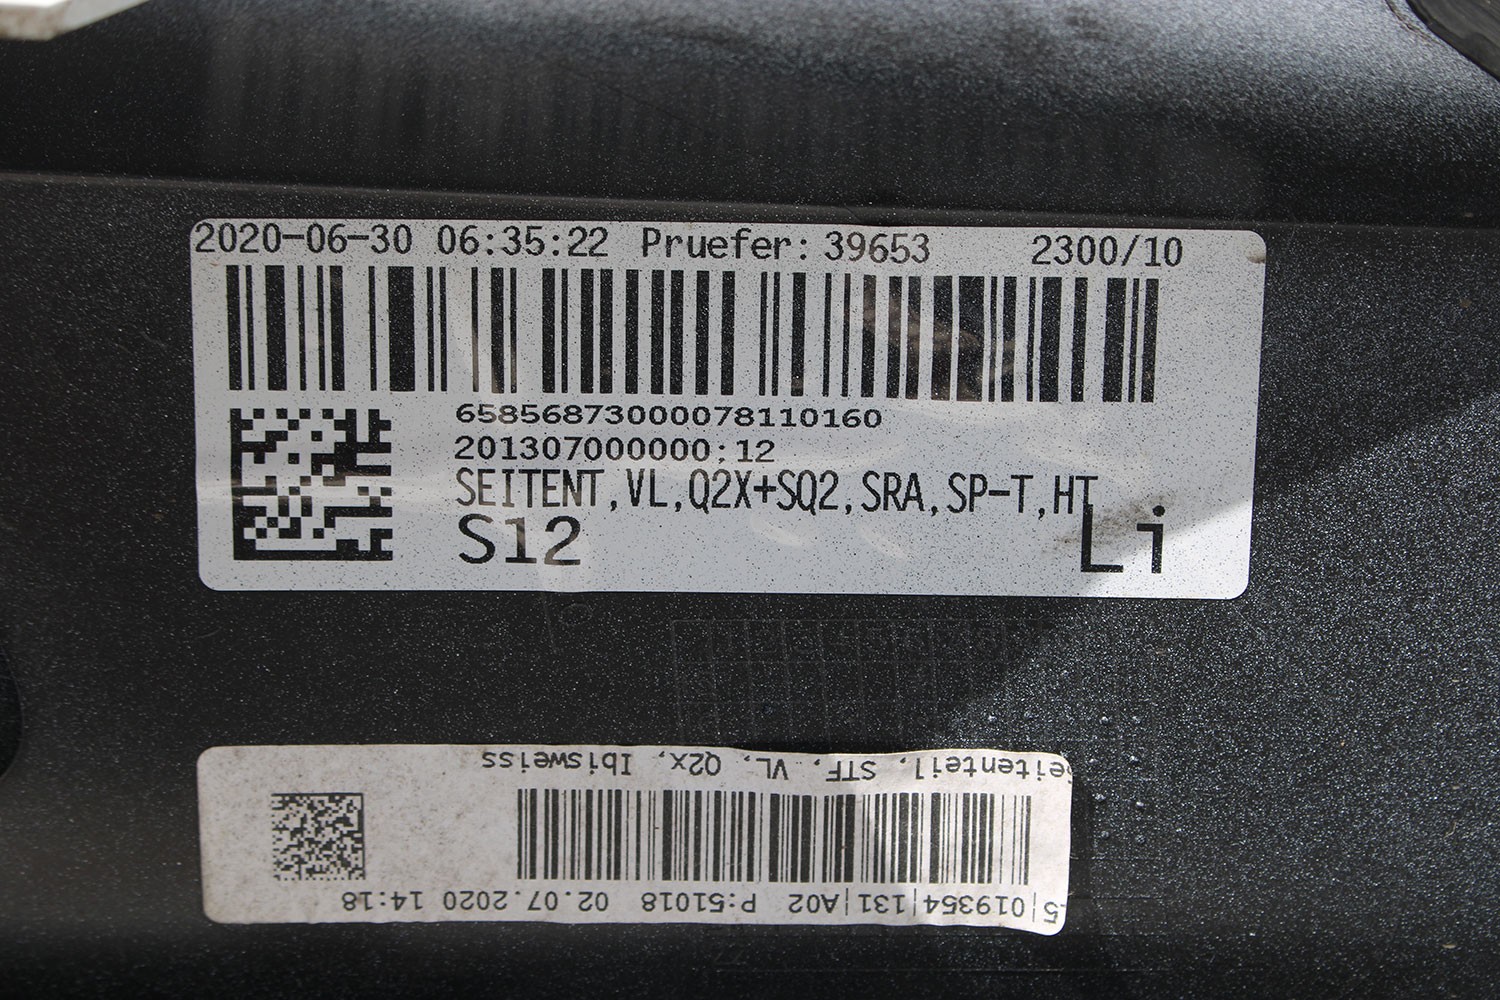 2020-06-30 06:35:22 Pruefer: 39653 2300/10
65856873000078110160
201307000000:12
SEITENT,VL,Q2X+SQ2,SRA,SP-T,HT
S12 Li
eitenteil, STF, VL, Q2x, Ibisweiss
5|019354|131|A02 P:51018 02.07.2020 14:18